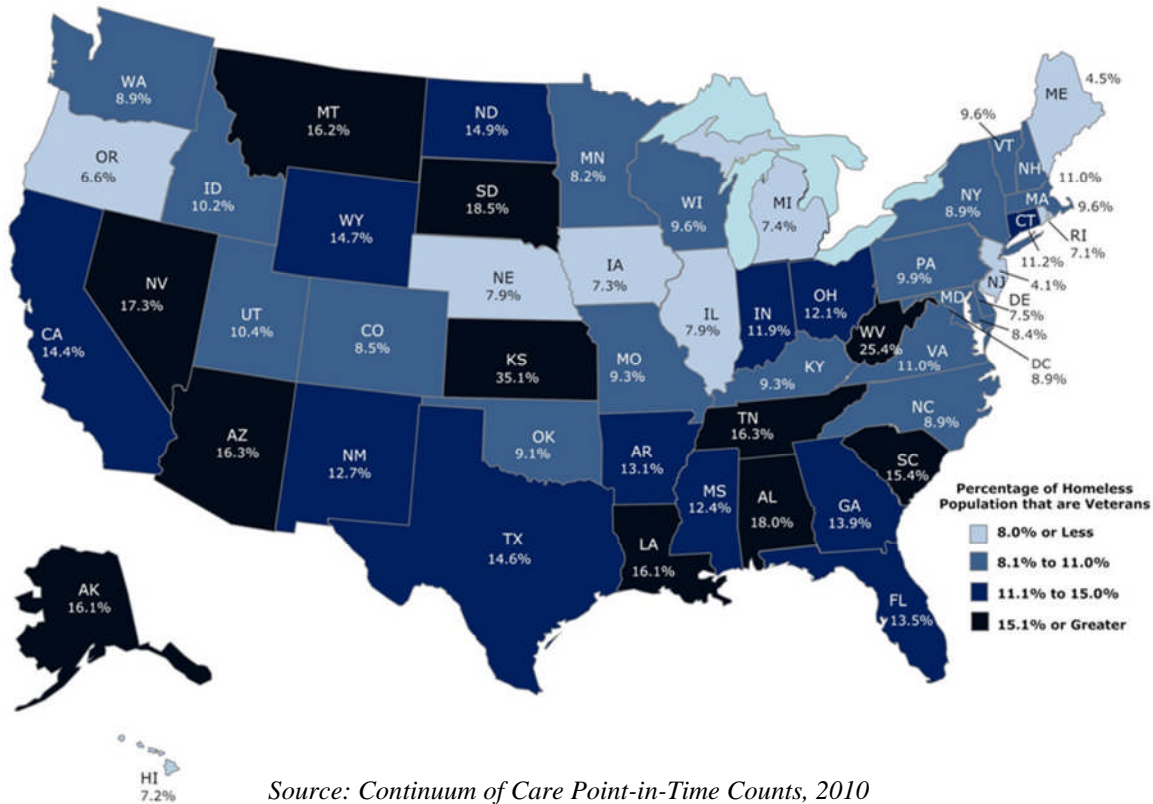 WA
8.9%
OR
6.6%
CA
14.4%
NV
17.3%
ID
10.2%
MT
16.2%
WY
14.7%
UT
10.4%
CO
8.5%
AZ
16.3%
NM
12.7%
ND
14.9%
SD
18.5%
NE
7.9%
KS
35.1%
OK
9.1%
TX
14.6%
MN
8.2%
IA
7.3%
MO
9.3%
AR
13.1%
LA
16.1%
WI
9.6%
IL
7.9%
MI
7.4%
IN
11.9%
OH
12.1%
KY
9.3%
TN
16.3%
MS
12.4%
AL
18.0%
GA
13.9%
FL
13.5%
SC
15.4%
NC
8.9%
VA
11.0%
WV
25.4%
PA
9.9%
NY
8.9%
9.6%
VT
NH
11.0%
ME
4.5%
MA
9.6%
CT
11.2%
RI
7.1%
NJ
4.1%
DE
7.5%
MD
8.4%
DC
8.9%
AK
16.1%
HI
7.2%
Percentage of Homeless
Population that are Veterans
8.0% or Less
8.1% to 11.0%
11.1% to 15.0%
15.1% or Greater
Source: Continuum of Care Point-in-Time Counts, 2010